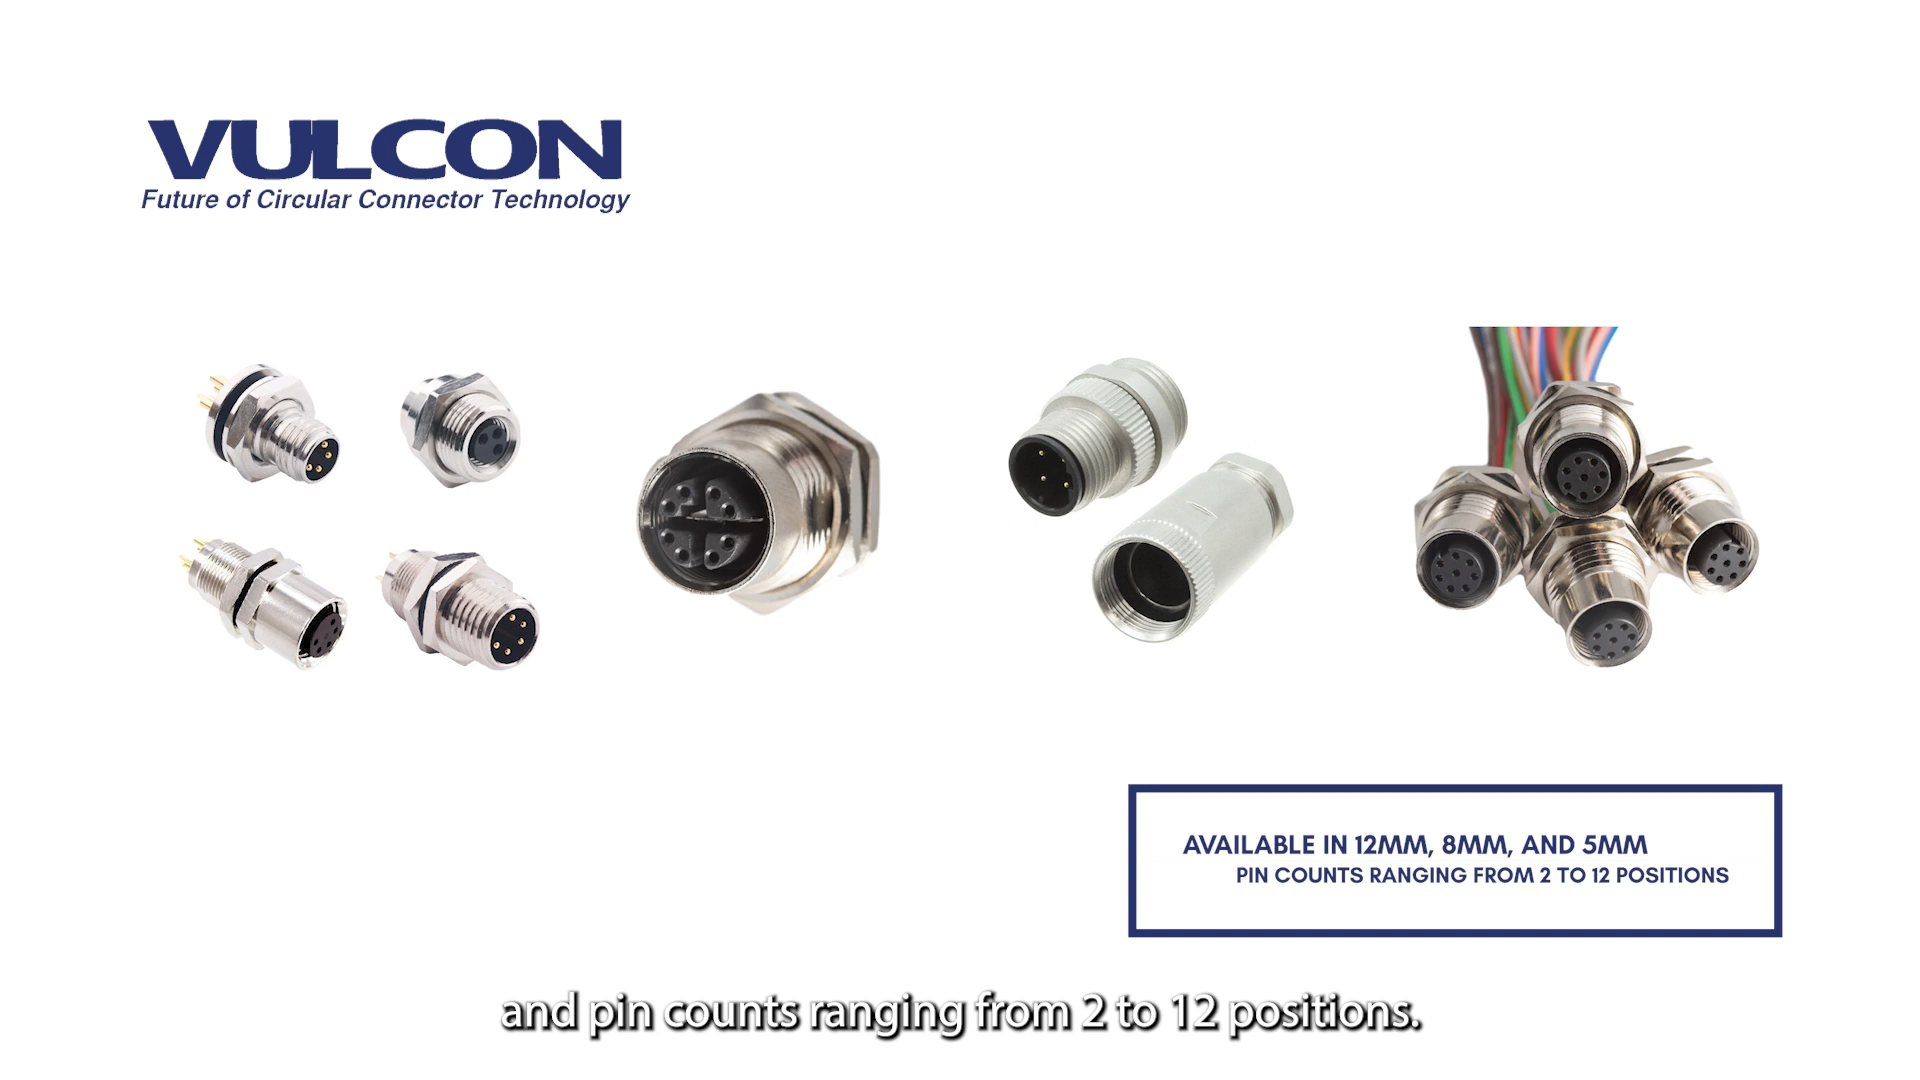 VULCON
Future of Circular Connector Technology
AVAILABLE IN 12MM, 8MM, AND 5MM
PIN COUNTS RANGING FROM 2 TO 12 POSITIONS
and pin counts ranging from 2 to 12 positions.